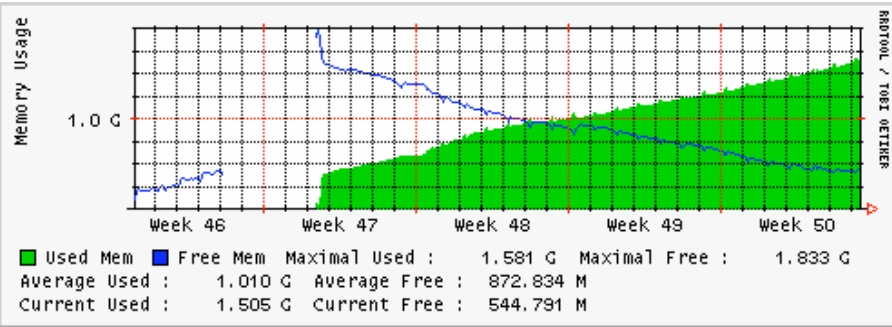 Memory Usage
RRDTOOL / TOBI OETIKER
1.0 G
Week 46 Week 47 Week 48 Week 49 Week 50
Used Mem Free Mem Maximal Used : 1.581 G Maximal Free : 1.833 G
Average Used : 1.010 G Average Free : 872.834 M
Current Used : 1.505 G Current Free : 544.791 M